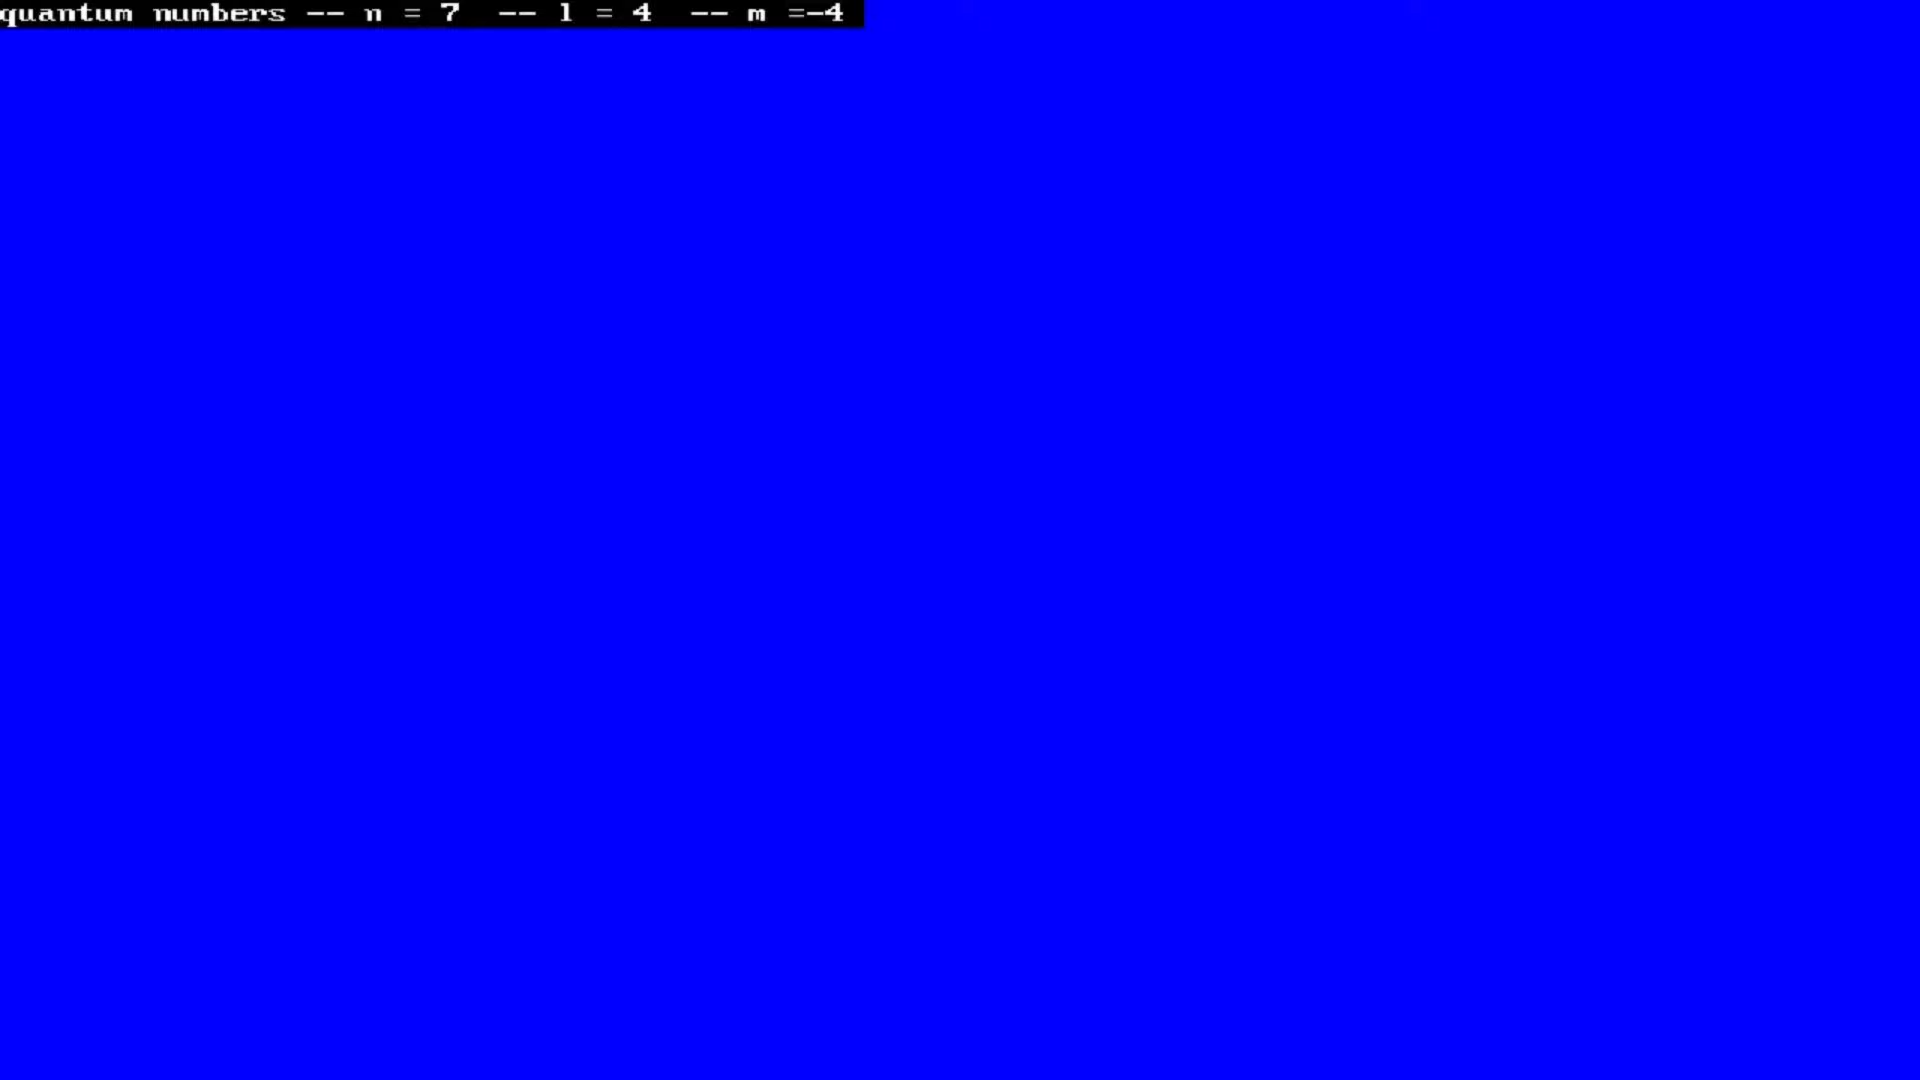 quantum numbers -- n = 7  -- l = 4  -- m =-4